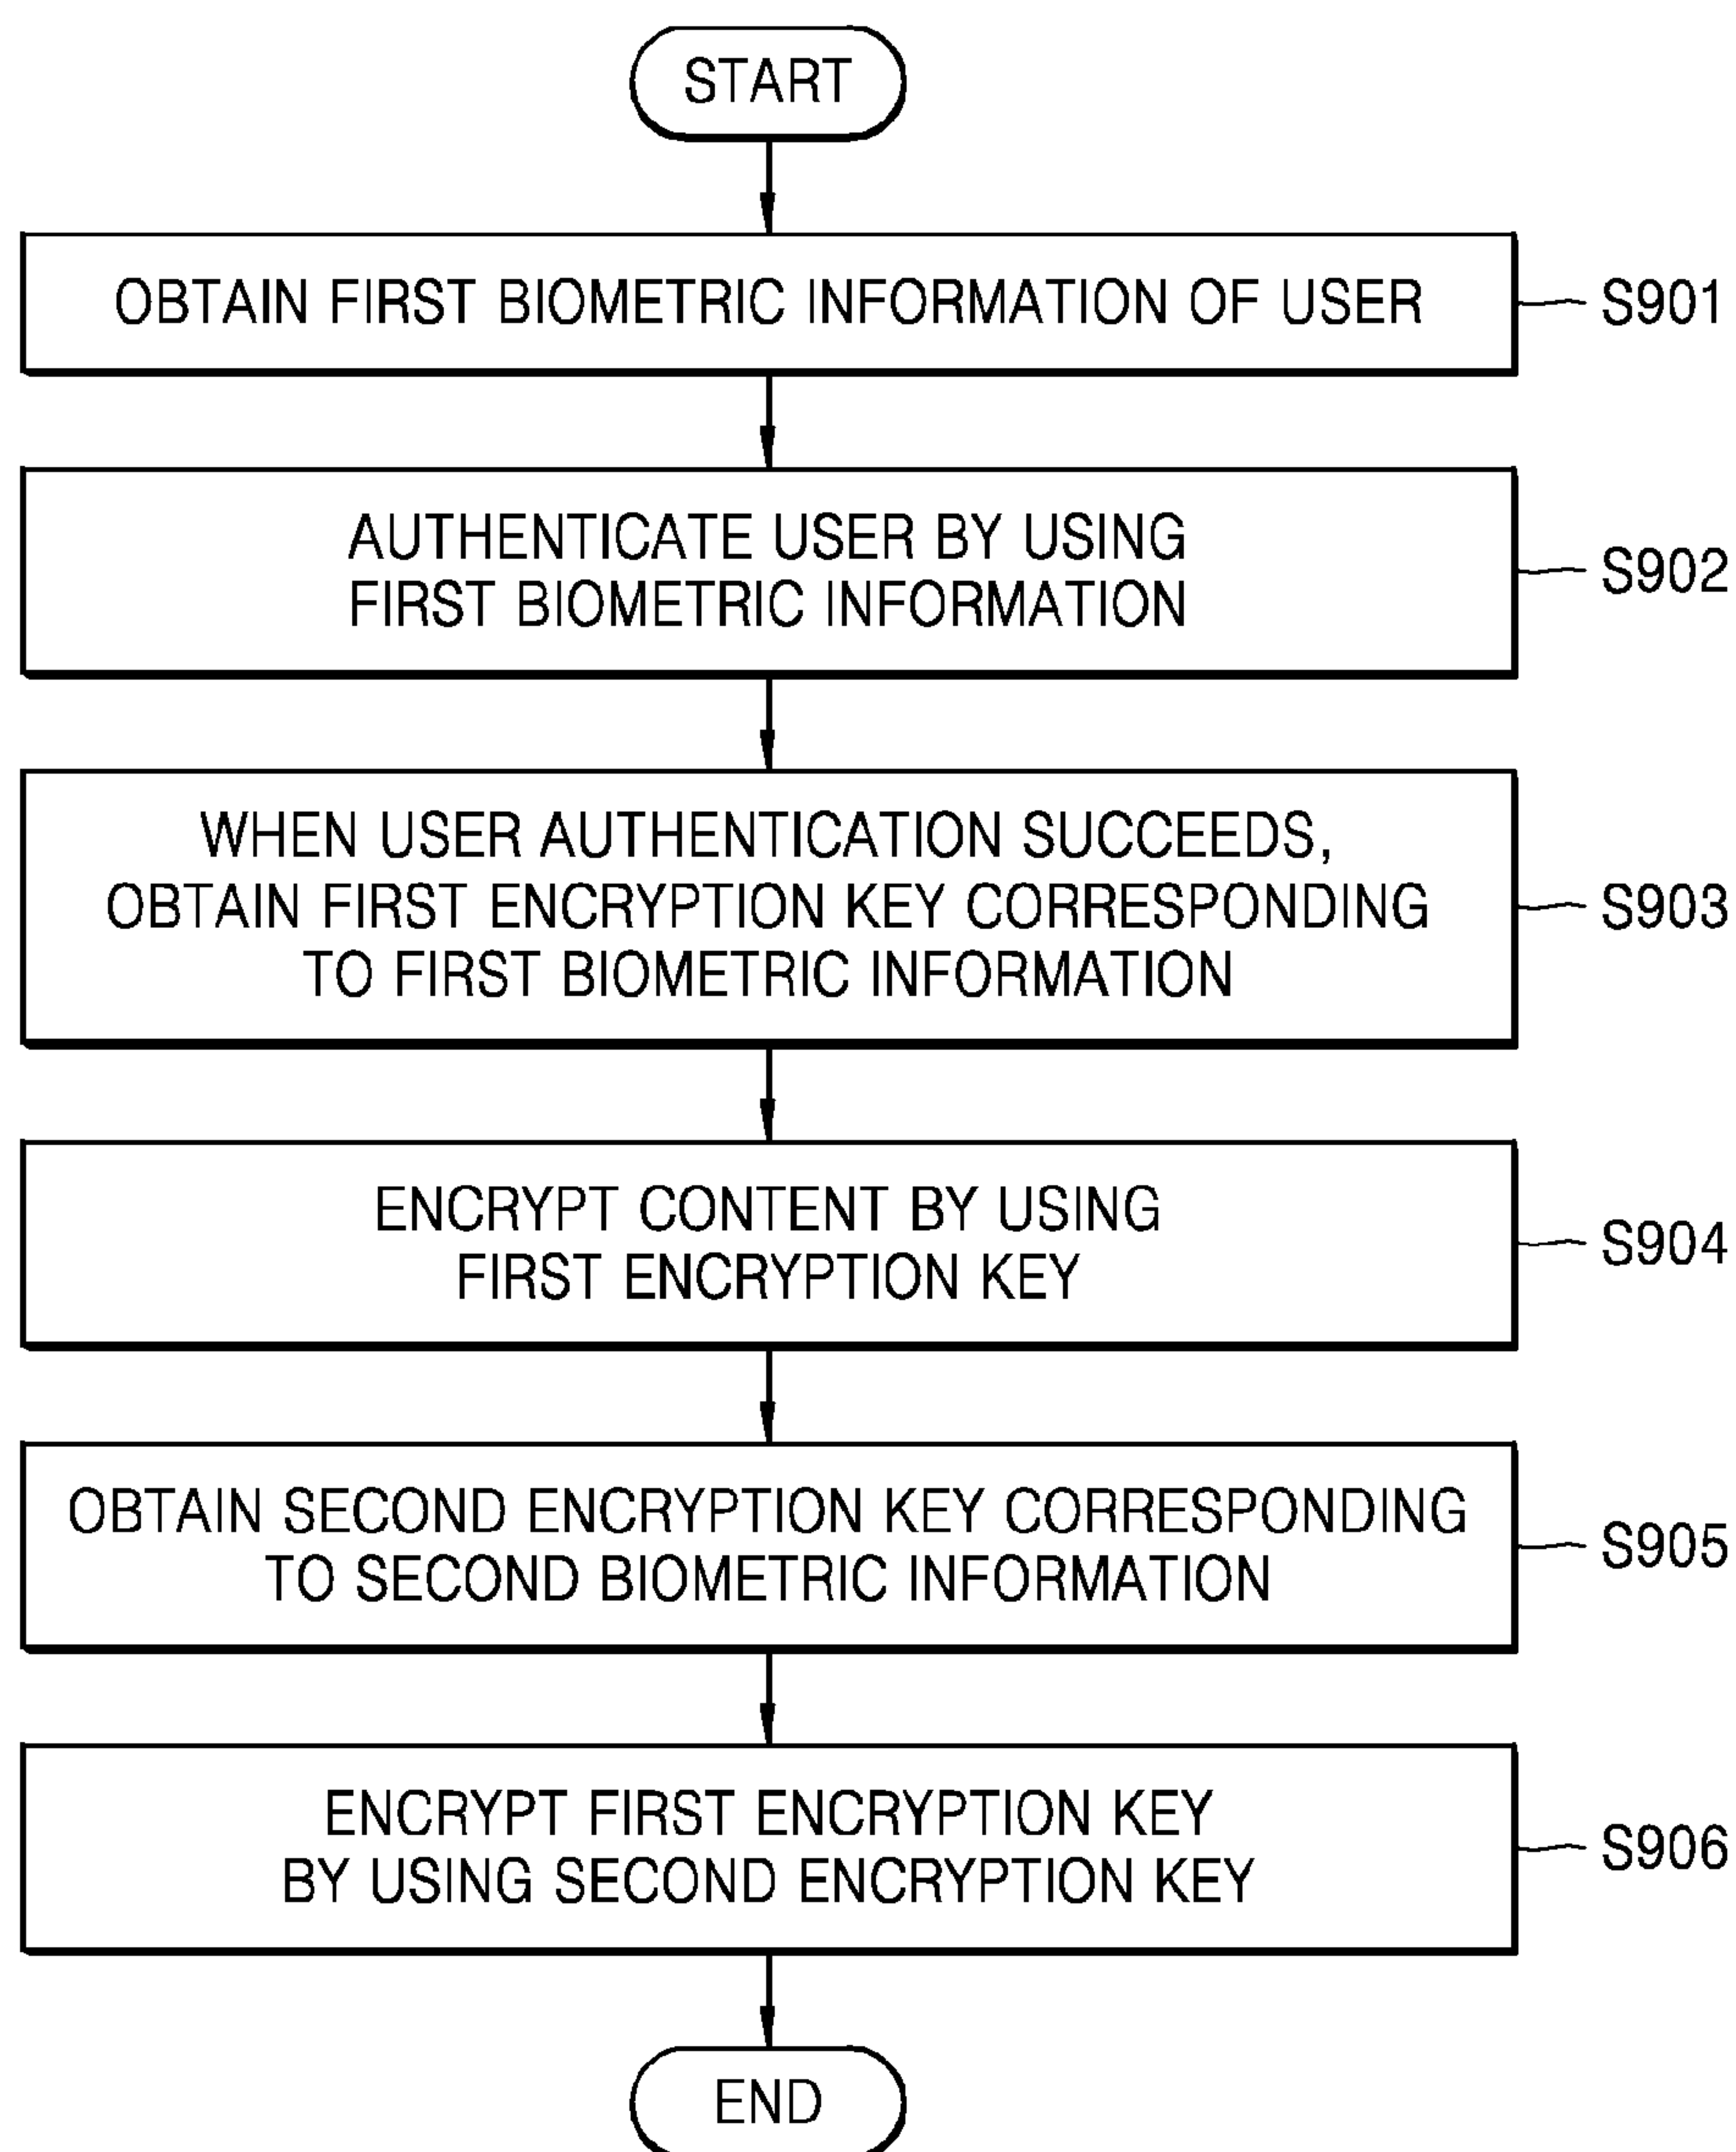 START
OBTAIN FIRST BIOMETRIC INFORMATION OF USER
S901
AUTHENTICATE USER BY USING
FIRST BIOMETRIC INFORMATION
S902
WHEN USER AUTHENTICATION SUCCEEDS,
OBTAIN FIRST ENCRYPTION KEY CORRESPONDING
TO FIRST BIOMETRIC INFORMATION
S903
ENCRYPT CONTENT BY USING
FIRST ENCRYPTION KEY
S904
OBTAIN SECOND ENCRYPTION KEY CORRESPONDING
TO SECOND BIOMETRIC INFORMATION
S905
ENCRYPT FIRST ENCRYPTION KEY
BY USING SECOND ENCRYPTION KEY
S906
END